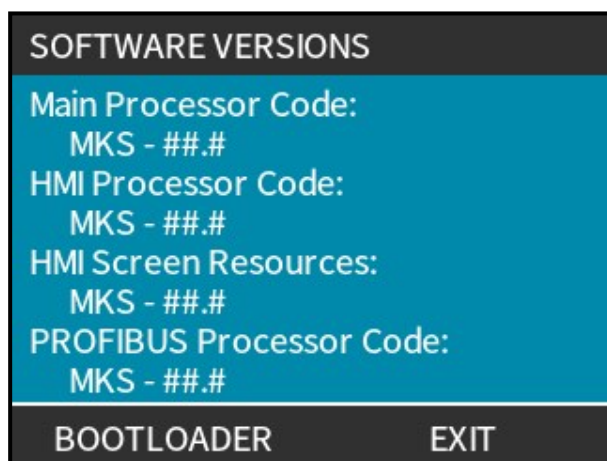 SOFTWARE VERSIONS
Main Processor Code:
MKS - ##.#
HMI Processor Code:
MKS - ##.#
HMI Screen Resources:
MKS - ##.#
PROFIBUS Processor Code:
MKS - ##.#
BOOTLOADER EXIT